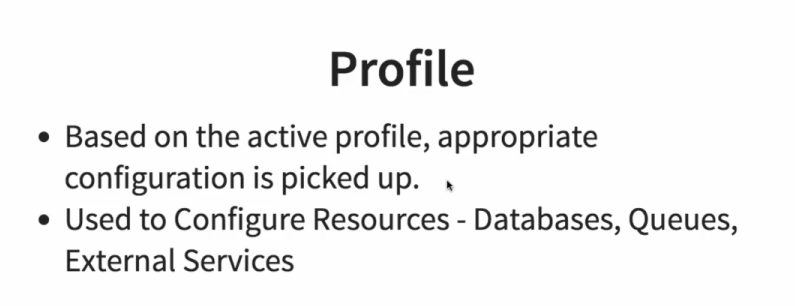 Profile
• Based on the active profile, appropriate
configuration is picked up.
• Used to Configure Resources - Databases, Queues,
External Services